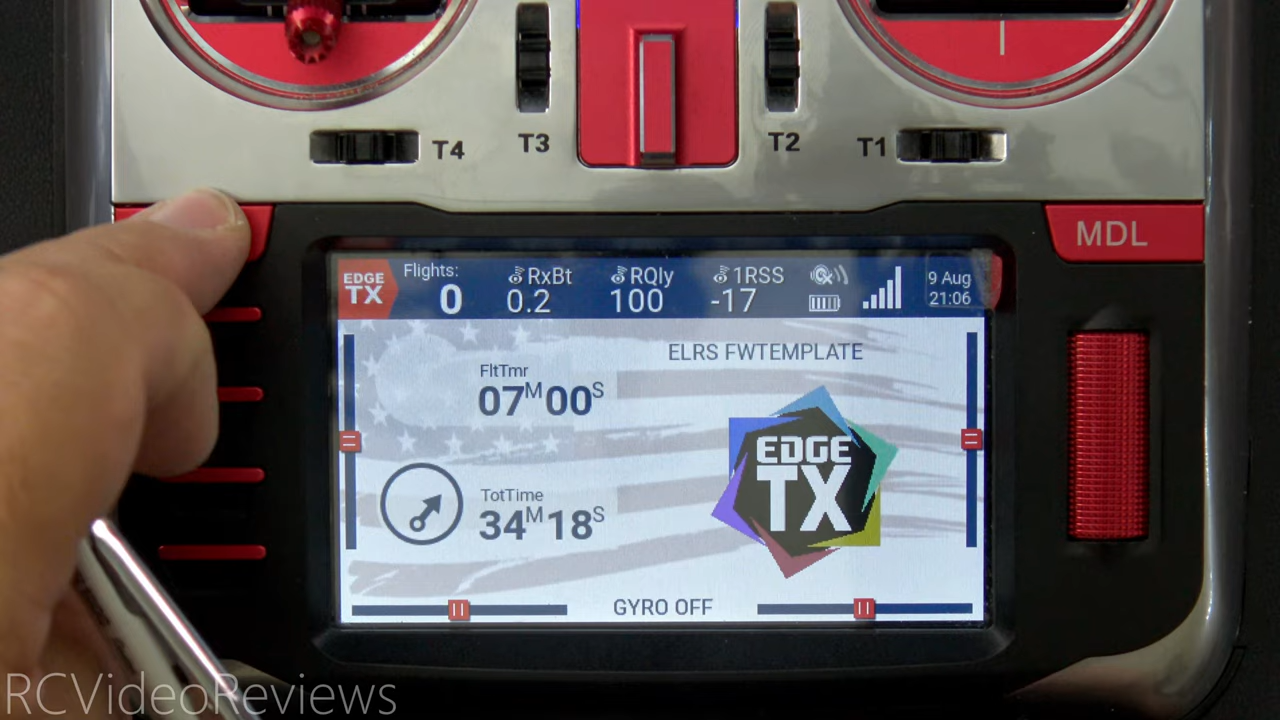 T4
T3
T2
T1
MDL
EDGE
TX
Flights:
0
RxBt
0.2
RQly
100
1RSS
-17
9 Aug
21:06
ELRS FWTEMPLATE
FltTmr
07M00S
EDGE
TX
TotTime
34M18S
GYRO OFF
RCVideoReviews